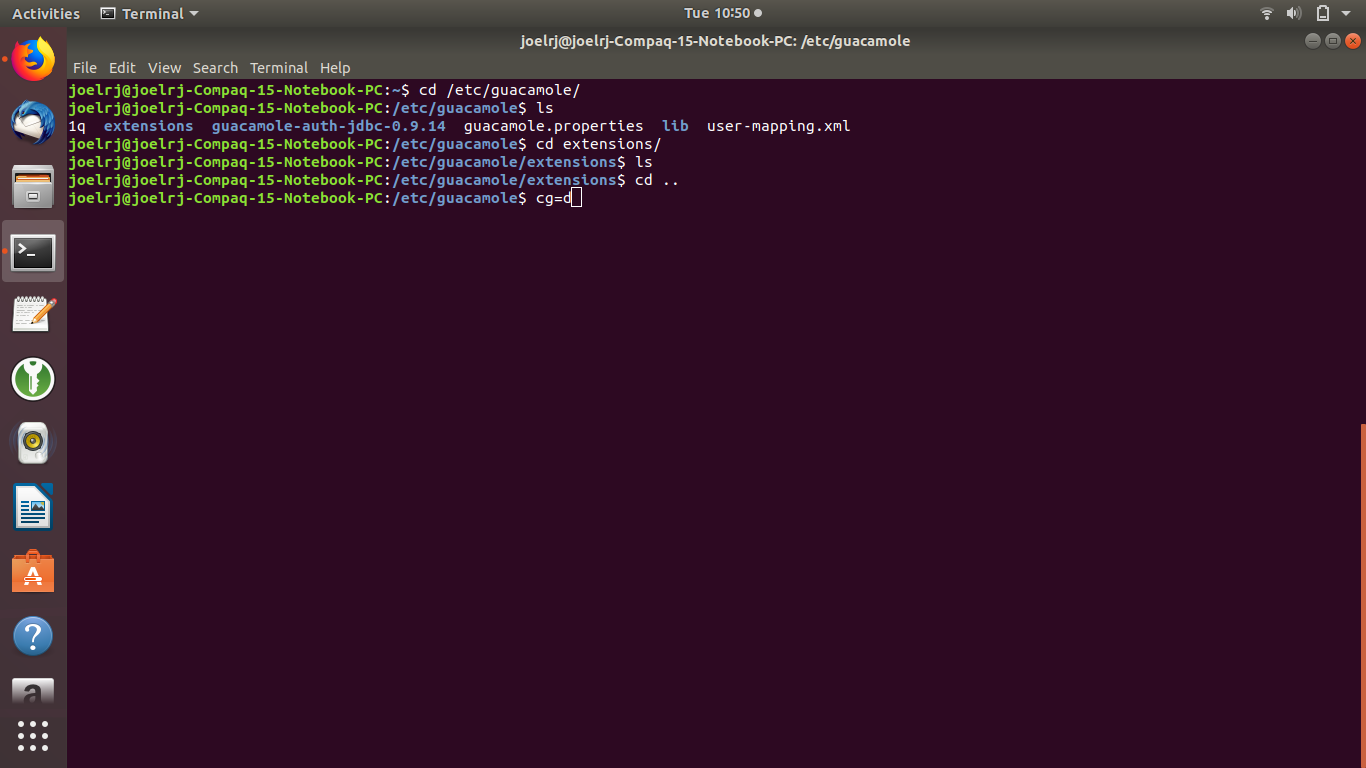 Activities Terminal Tue 10:50
joelrj@joelrj-Compaq-15-Notebook-PC: /etc/guacamole
File Edit View Search Terminal Help
joelrj@joelrj-Compaq-15-Notebook-PC:~$ cd /etc/guacamole/
joelrj@joelrj-Compaq-15-Notebook-PC:/etc/guacamole$ ls
1q extensions guacamole-auth-jdbc-0.9.14 guacamole.properties lib user-mapping.xml
joelrj@joelrj-Compaq-15-Notebook-PC:/etc/guacamole$ cd extensions/
joelrj@joelrj-Compaq-15-Notebook-PC:/etc/guacamole/extensions$ ls
joelrj@joelrj-Compaq-15-Notebook-PC:/etc/guacamole/extensions$ cd ..
joelrj@joelrj-Compaq-15-Notebook-PC:/etc/guacamole$ cg=d
>_
A
?
a